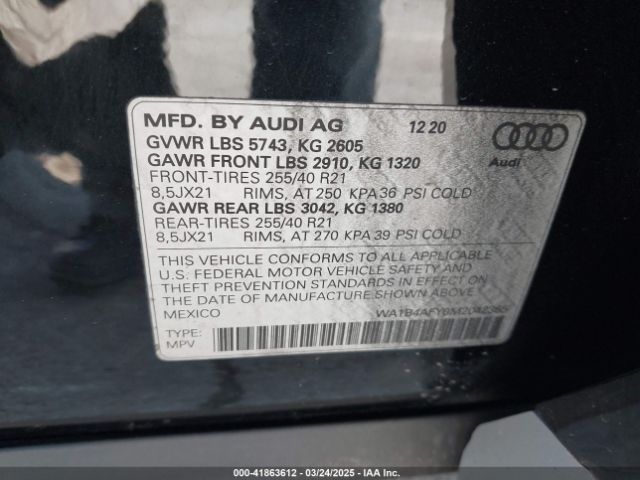 MFD. BY AUDI AG 12 20
GVWR LBS 5743, KG 2605
GAWR FRONT LBS 2910, KG 1320
FRONT-TIRES 255/40 R21
8,5JX21 RIMS, AT 250 KPA 36 PSI COLD
GAWR REAR LBS 3042, KG 1380
REAR-TIRES 255/40 R21
8,5JX21 RIMS, AT 270 KPA 39 PSI COLD
Audi
THIS VEHICLE CONFORMS TO ALL APPLICABLE
U.S. FEDERAL MOTOR VEHICLE SAFETY AND
THEFT PREVENTION STANDARDS IN EFFECT ON
THE DATE OF MANUFACTURE SHOWN ABOVE
MEXICO
TYPE:
MPV
000-41863612 - 03/24/2025 - IAA Inc.